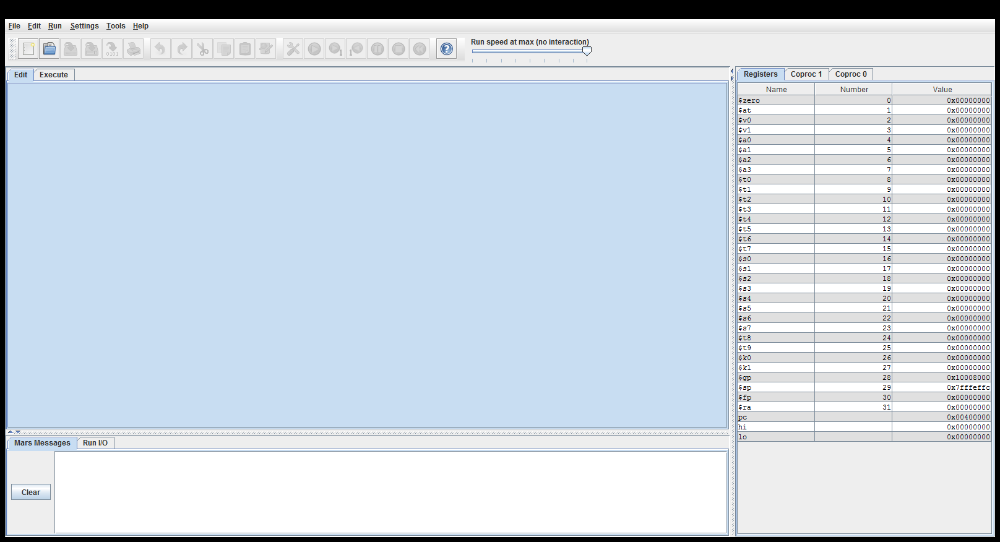 File Edit Run Settings Tools Help
0101 1 1 ?
Run speed at max (no interaction)
Edit Execute
Registers Coproc 1 Coproc 0
Name Number Value
$zero 0 0x00000000
$at 1 0x00000000
$v0 2 0x00000000
$v1 3 0x00000000
$a0 4 0x00000000
$a1 5 0x00000000
$a2 6 0x00000000
$a3 7 0x00000000
$t0 8 0x00000000
$t1 9 0x00000000
$t2 10 0x00000000
$t3 11 0x00000000
$t4 12 0x00000000
$t5 13 0x00000000
$t6 14 0x00000000
$t7 15 0x00000000
$s0 16 0x00000000
$s1 17 0x00000000
$s2 18 0x00000000
$s3 19 0x00000000
$s4 20 0x00000000
$s5 21 0x00000000
$s6 22 0x00000000
$s7 23 0x00000000
$t8 24 0x00000000
$t9 25 0x00000000
$k0 26 0x00000000
$k1 27 0x00000000
$gp 28 0x10008000
$sp 29 0x7fffeffc
$fp 30 0x00000000
$ra 31 0x00000000
pc 0x00400000
hi 0x00000000
lo 0x00000000
Mars Messages Run I/O
Clear